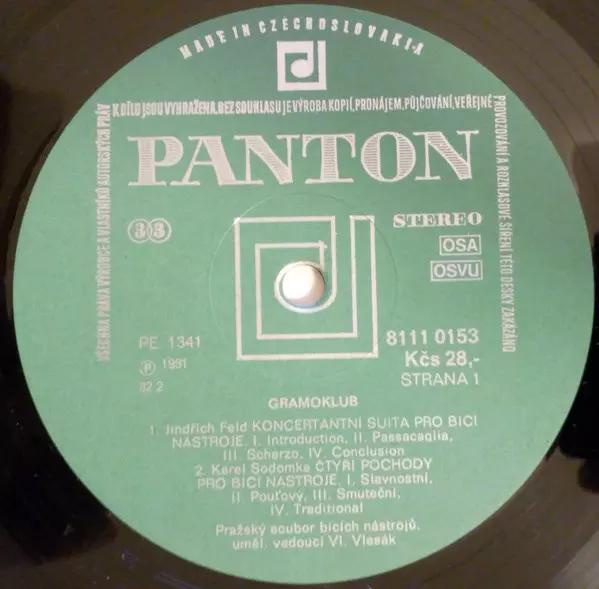 MADE IN CZECHOSLOVAKIA
VŠECHNA PRÁVA VÝROBCE A VLASTNÍKŮ AUTORSKÝCH PRÁV
K DÍLO JSOU VYHRAŽENA. BEZ SOUHLASU JE VÝROBA KOPIÍ, PRONÁJEM, PŮJČOVÁNÍ, VEŘEJNÉ
PROVOZOVÁNÍ A ROZHLASOVÉ ŠÍŘENÍ TÉTO DESKY ZAKÁZÁNO
PANTON
33
STEREO
OSA
OSVU
PE 1341
Ⓟ 1981
82 2
8111 0153
Kčs 28,-
STRANA 1
GRAMOKLUB
1. Jindřich Feld KONCERTANTNÍ SUITA PRO BICÍ
NÁSTROJE. I. Introduction, II. Passacaglia,
III. Scherzo, IV. Conclusion
2. Karel Sodomka ČTYŘI POCHODY
PRO BICÍ NÁSTROJE. I. Slavnostní,
II. Pouťový, III. Smuteční,
IV. Traditional
Pražský soubor bicích nástrojů,
uměl. vedoucí Vl. Vlasák